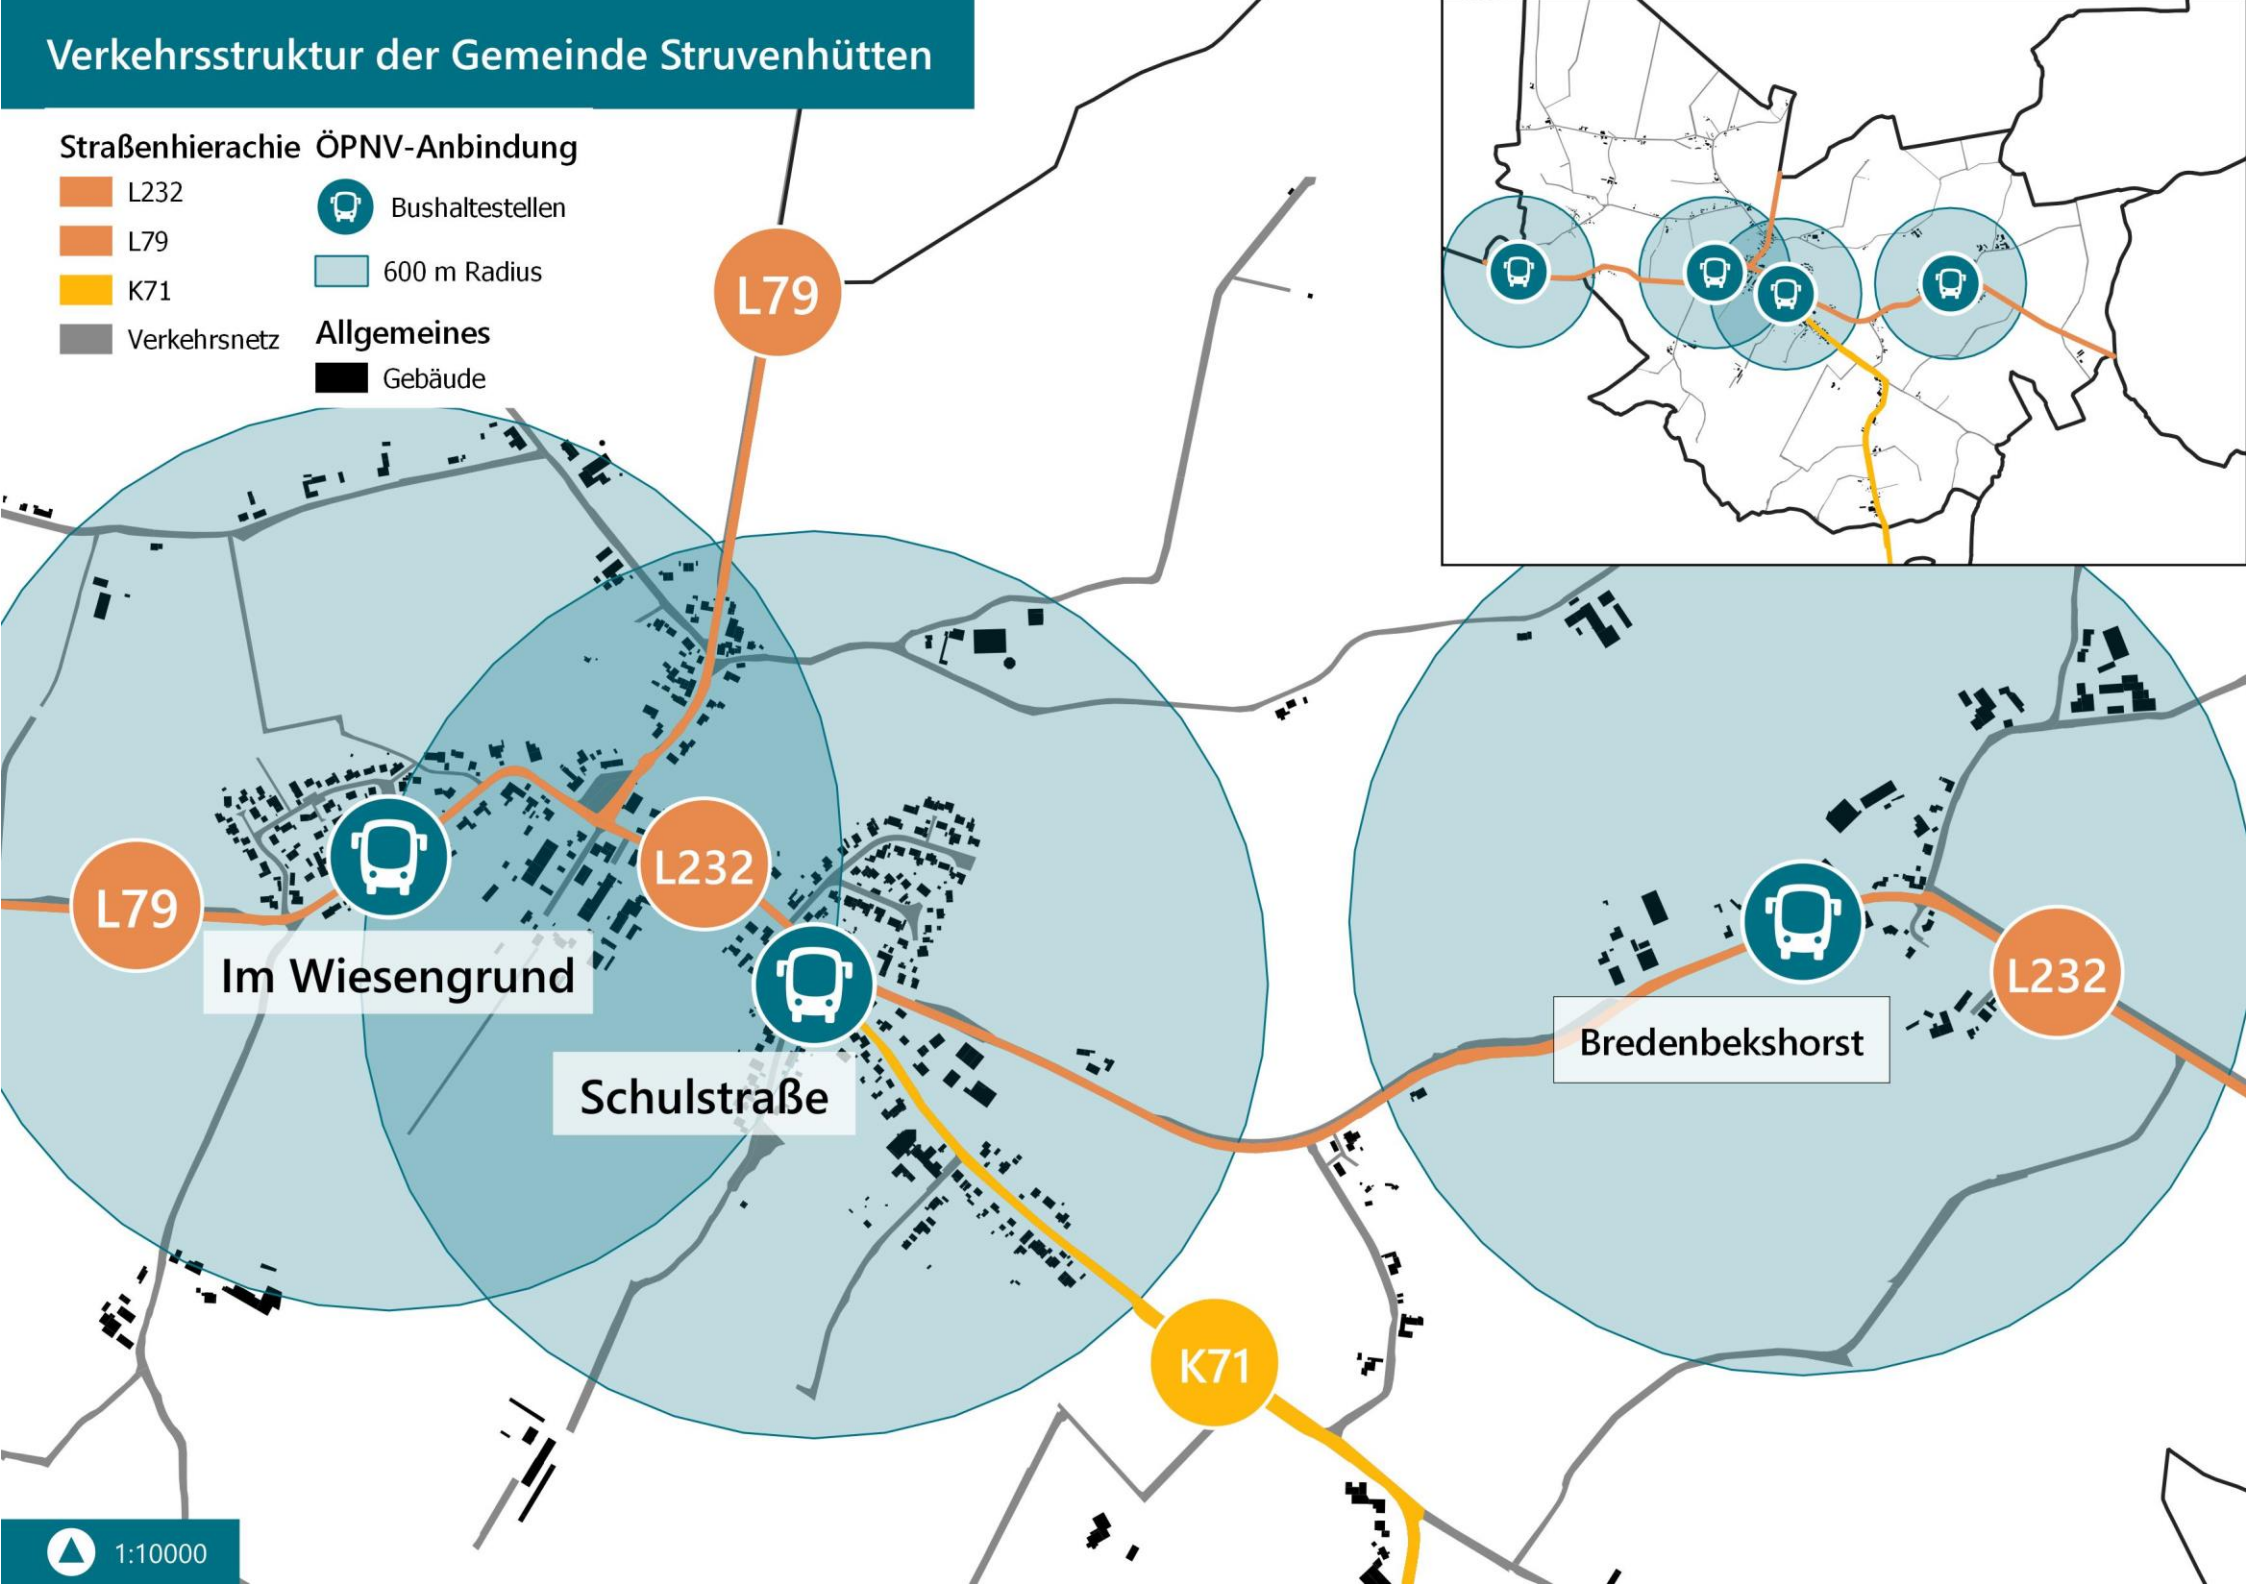 Verkehrsstruktur der Gemeinde Struvenhütten
Straßenhierachie
L232
L79
K71
Verkehrsnetz
ÖPNV-Anbindung
Bushaltestellen
600 m Radius
Allgemeines
Gebäude
L79
L232
L79
Im Wiesengrund
L232
Bredenbekshorst
Schulstraße
K71
1:10000